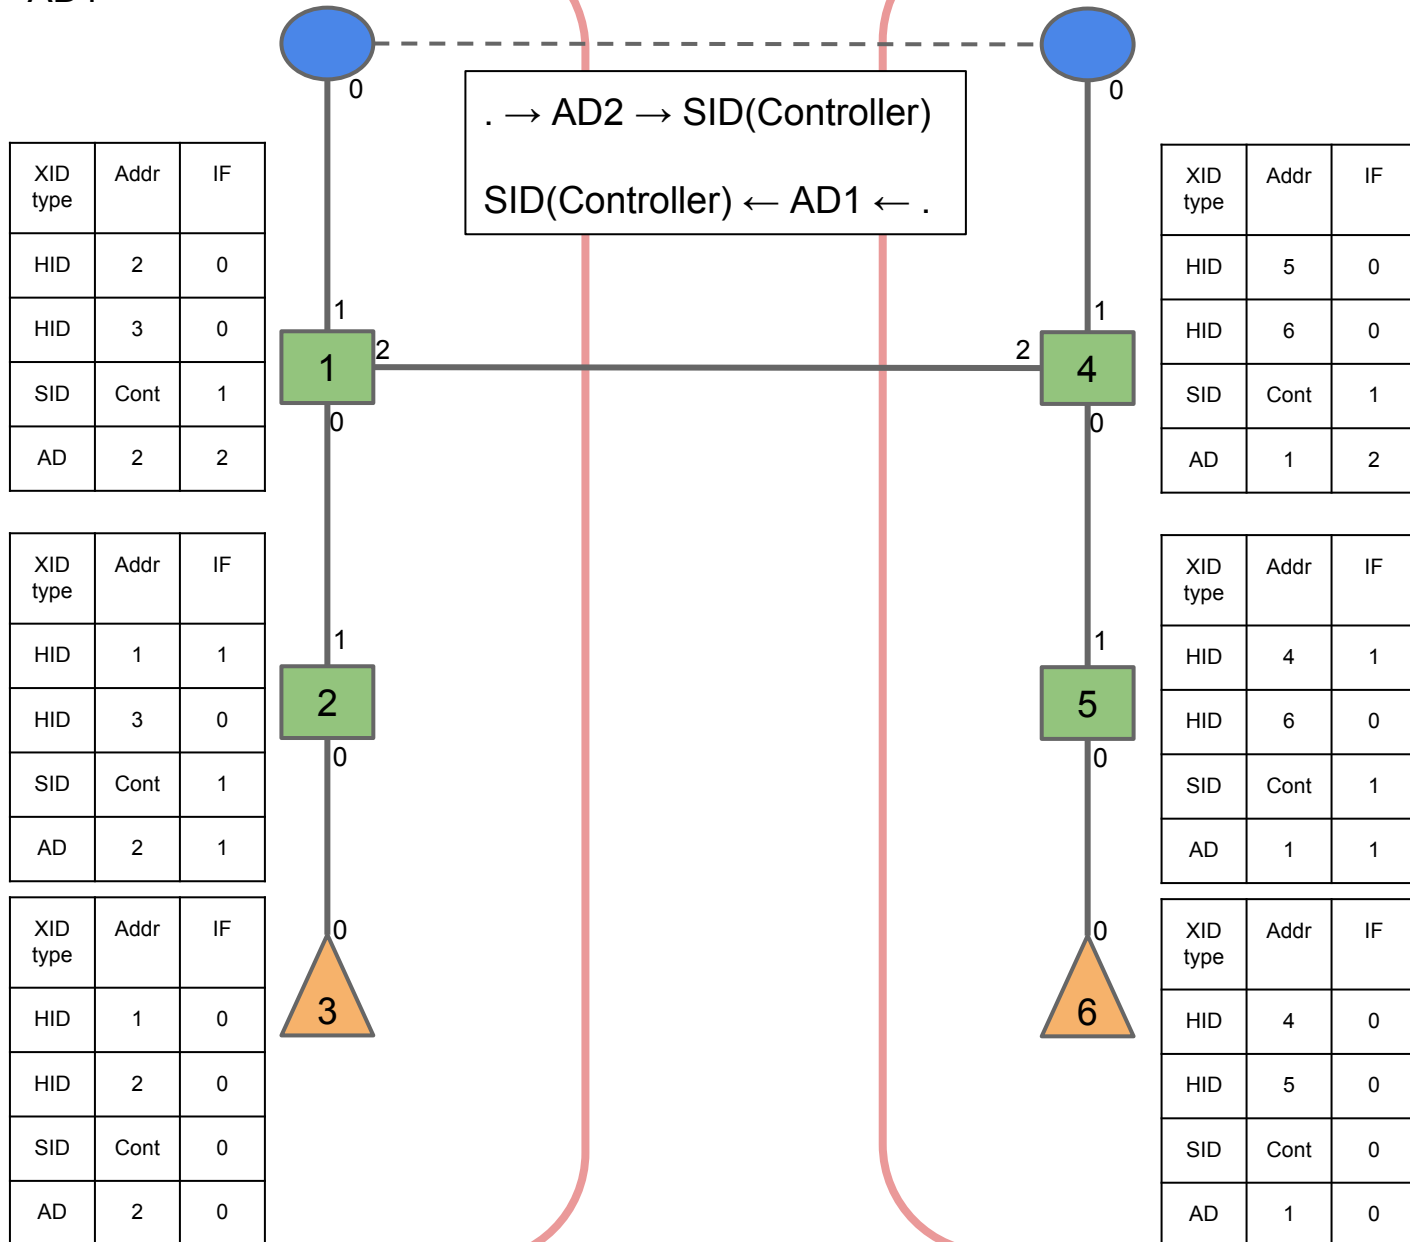 0
0
. → AD2 → SID(Controller)
SID(Controller) ← AD1 ← .
XID type Addr IF
HID 2 0
HID 3 0
SID Cont 1
AD 2 2
XID type Addr IF
HID 5 0
HID 6 0
SID Cont 1
AD 1 2
1
1
2
0
1
4
2
0
XID type Addr IF
HID 1 1
HID 3 0
SID Cont 1
AD 2 1
XID type Addr IF
HID 4 1
HID 6 0
SID Cont 1
AD 1 1
1
2
0
1
5
0
XID type Addr IF
HID 1 0
HID 2 0
SID Cont 0
AD 2 0
XID type Addr IF
HID 4 0
HID 5 0
SID Cont 0
AD 1 0
0
3
0
6